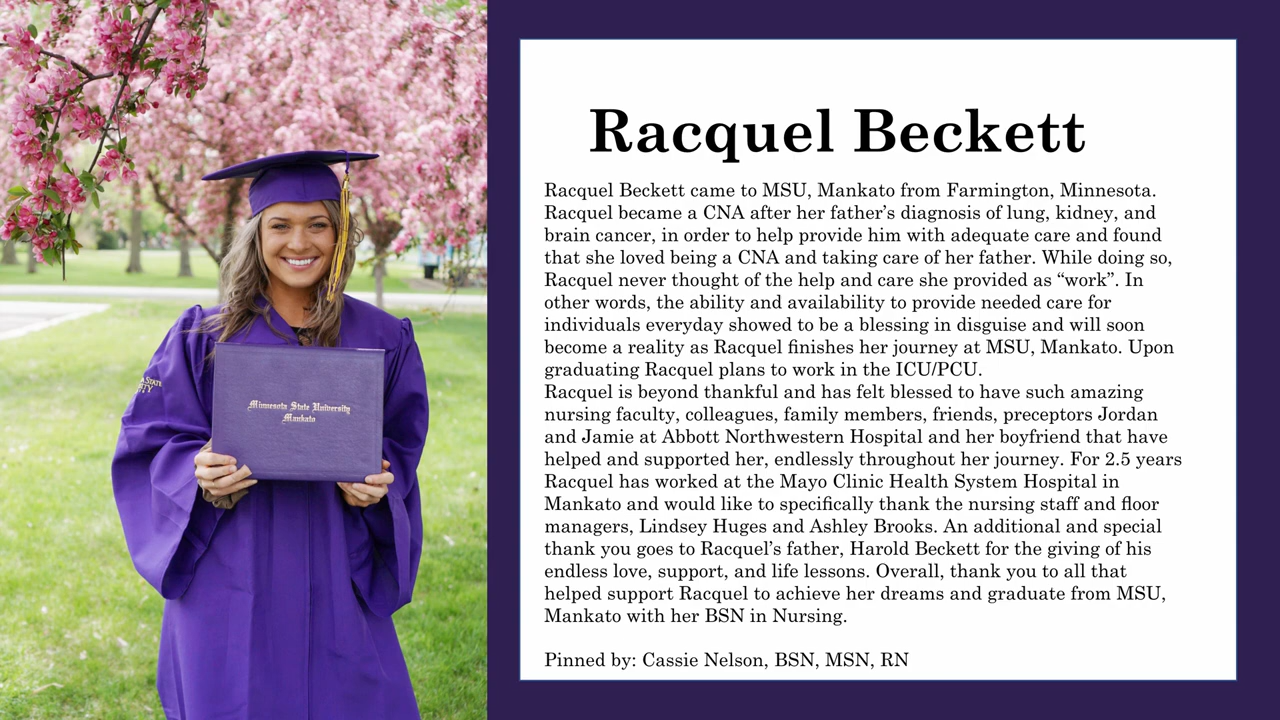 Racquel Beckett
Racquel Beckett came to MSU, Mankato from Farmington, Minnesota.
Racquel became a CNA after her father’s diagnosis of lung, kidney, and
brain cancer, in order to help provide him with adequate care and found
that she loved being a CNA and taking care of her father. While doing so,
Racquel never thought of the help and care she provided as “work”. In
other words, the ability and availability to provide needed care for
individuals everyday showed to be a blessing in disguise and will soon
become a reality as Racquel finishes her journey at MSU, Mankato. Upon
graduating Racquel plans to work in the ICU/PCU.
Racquel is beyond thankful and has felt blessed to have such amazing
nursing faculty, colleagues, family members, friends, preceptors Jordan
and Jamie at Abbott Northwestern Hospital and her boyfriend that have
helped and supported her, endlessly throughout her journey. For 2.5 years
Racquel has worked at the Mayo Clinic Health System Hospital in
Mankato and would like to specifically thank the nursing staff and floor
managers, Lindsey Huges and Ashley Brooks. An additional and special
thank you goes to Racquel’s father, Harold Beckett for the giving of his
endless love, support, and life lessons. Overall, thank you to all that
helped support Racquel to achieve her dreams and graduate from MSU,
Mankato with her BSN in Nursing.
Pinned by: Cassie Nelson, BSN, MSN, RN
Minnesota State University
Mankato